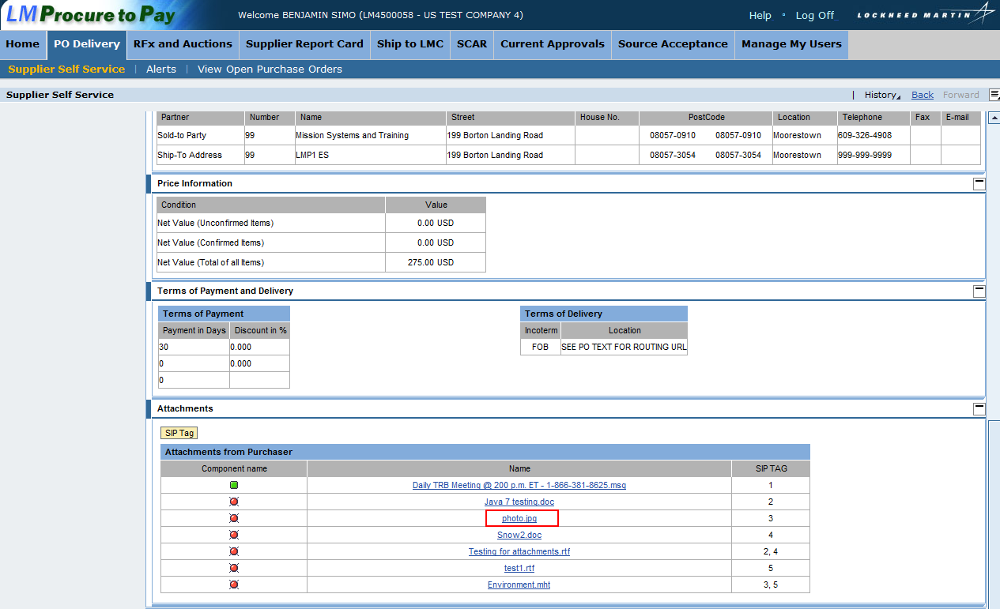 LM Procure to Pay
Welcome BENJAMIN SIMO (LM4500058 - US TEST COMPANY 4)
Help Log Off
LOCKHEED MARTIN
Home PO Delivery RFx and Auctions Supplier Report Card Ship to LMC SCAR Current Approvals Source Acceptance Manage My Users
Supplier Self Service | Alerts | View Open Purchase Orders
Supplier Self Service | History Back Forward
Partner Number Name Street House No. PostCode Location Telephone Fax E-mail
Sold-to Party 99 Mission Systems and Training 199 Borton Landing Road 08057-0910 08057-0910 Moorestown 609-326-4908
Ship-To Address 99 LMP1 ES 199 Borton Landing Road 08057-3054 08057-3054 Moorestown 999-999-9999
Price Information
Condition Value
Net Value (Unconfirmed Items) 0.00 USD
Net Value (Confirmed Items) 0.00 USD
Net Value (Total of all Items) 275.00 USD
Terms of Payment and Delivery
Terms of Payment Terms of Delivery
Payment in Days Discount in % Incoterm Location
30 0.000 FOB SEE PO TEXT FOR ROUTING URL
0 0.000
0
Attachments
SIP Tag
Attachments from Purchaser
Component name Name SIP TAG
Daily TRB Meeting @ 200 p.m. ET - 1-866-381-8625.msg 1
Java 7 testing.doc 2
photo.jpg 3
Snow2.doc 4
Testing for attachments.rtf 2, 4
test1.rtf 5
Environment.mht 3, 5